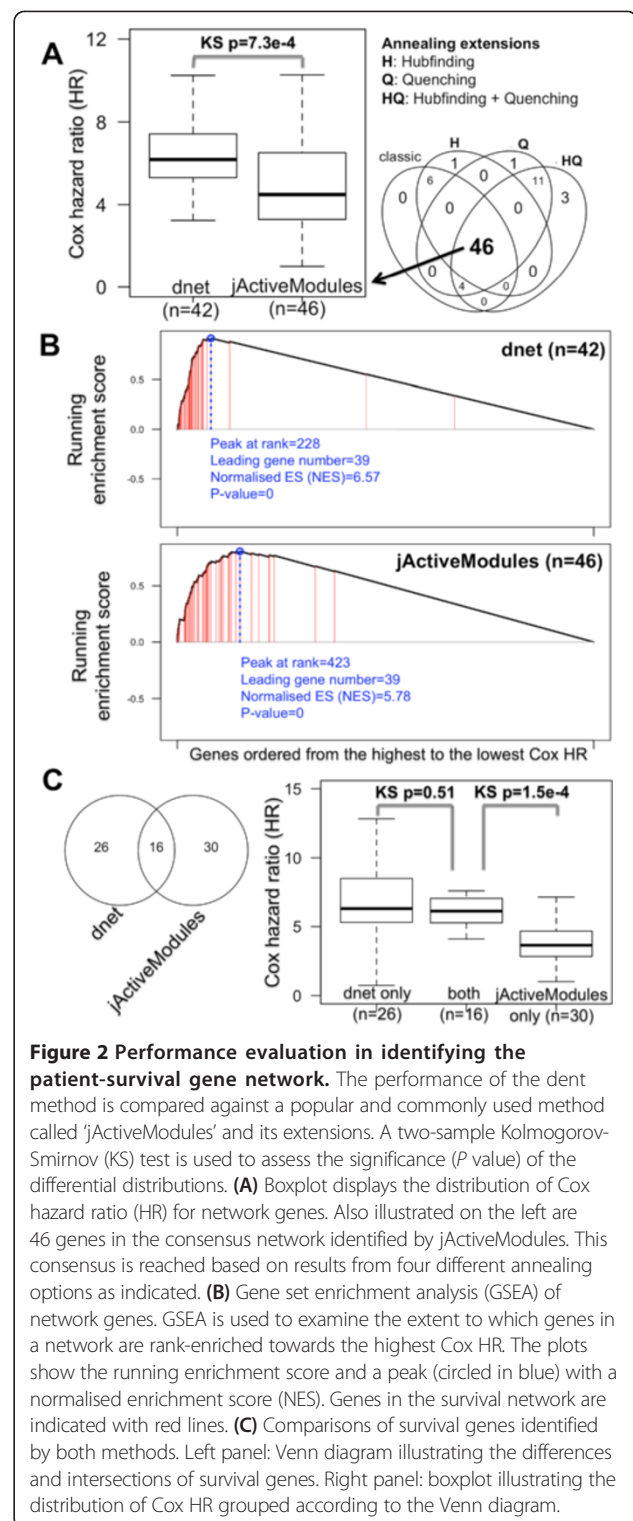 A
12
8
4
0
Cox hazard ratio (HR)
KS p=7.3e-4
dnet
(n=42)
jActiveModules
(n=46)
Annealing extensions
H: Hubfinding
Q: Quenching
HQ: Hubfinding + Quenching
classic
H
Q
HQ
0
6
1
0
1
11
3
0
0
46
0
0
4
0
0
B
Running
enrichment score
0.5
0.0
-0.5
dnet (n=42)
Peak at rank=228
Leading gene number=39
Normalised ES (NES)=6.57
P-value=0
Running
enrichment score
0.5
0.0
-0.5
jActiveModules (n=46)
Peak at rank=423
Leading gene number=39
Normalised ES (NES)=5.78
P-value=0
Genes ordered from the highest to the lowest Cox HR
C
26
16
30
dnet
jActiveModules
Cox hazard ratio (HR)
15
10
5
0
KS p=0.51
KS p=1.5e-4
dnet only
(n=26)
both
(n=16)
jActiveModules
only (n=30)
Figure 2 Performance evaluation in identifying the
patient-survival gene network. The performance of the dent
method is compared against a popular and commonly used method
called ‘jActiveModules’ and its extensions. A two-sample Kolmogorov-
Smirnov (KS) test is used to assess the significance (P value) of the
differential distributions. (A) Boxplot displays the distribution of Cox
hazard ratio (HR) for network genes. Also illustrated on the left are
46 genes in the consensus network identified by jActiveModules. This
consensus is reached based on results from four different annealing
options as indicated. (B) Gene set enrichment analysis (GSEA) of
network genes. GSEA is used to examine the extent to which genes in
a network are rank-enriched towards the highest Cox HR. The plots
show the running enrichment score and a peak (circled in blue) with a
normalised enrichment score (NES). Genes in the survival network are
indicated with red lines. (C) Comparisons of survival genes identified
by both methods. Left panel: Venn diagram illustrating the differences
and intersections of survival genes. Right panel: boxplot illustrating the
distribution of Cox HR grouped according to the Venn diagram.